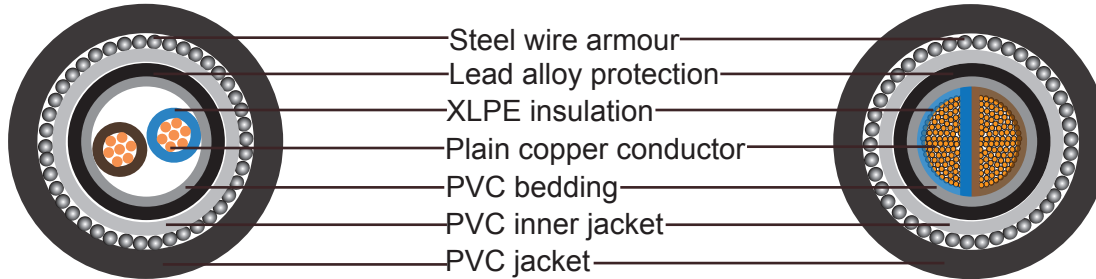 Steel wire armour
Lead alloy protection
XLPE insulation
Plain copper conductor
PVC bedding
PVC inner jacket
PVC jacket